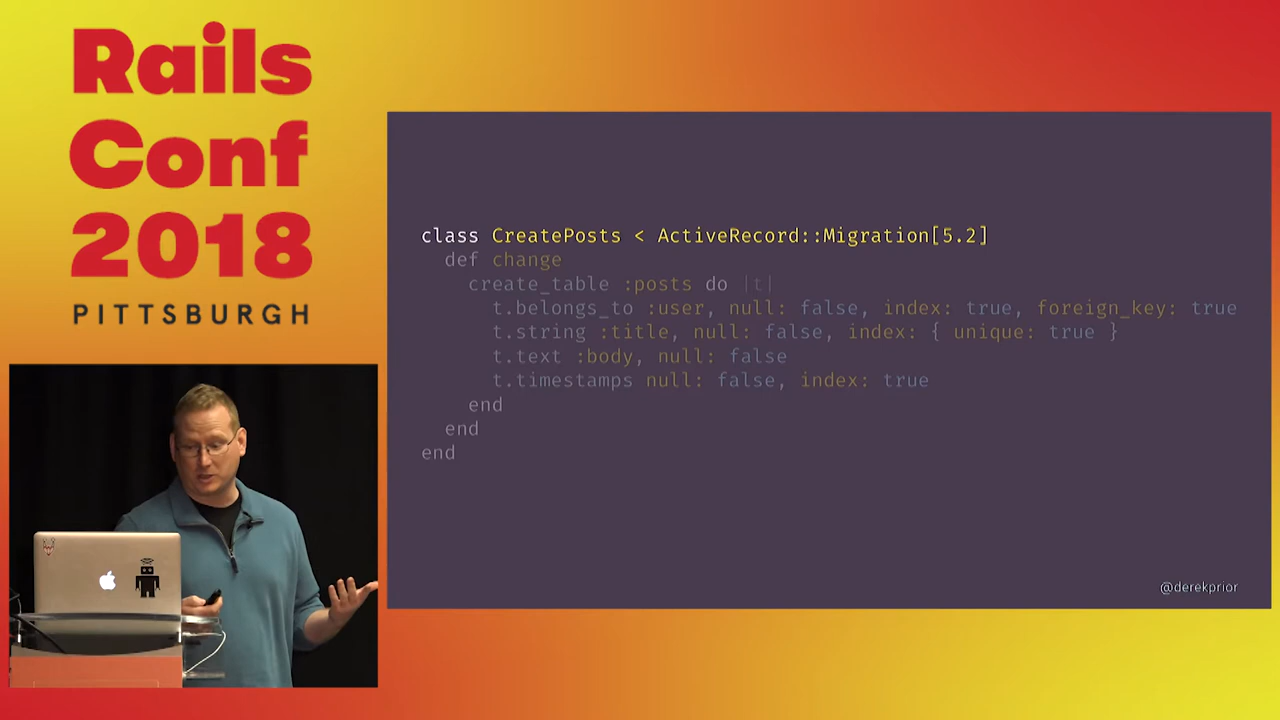 Rails
Conf
2018
PITTSBURGH
class CreatePosts < ActiveRecord::Migration[5.2]
  def change
    create_table :posts do |t|
      t.belongs_to :user, null: false, index: true, foreign_key: true
      t.string :title, null: false, index: { unique: true }
      t.text :body, null: false
      t.timestamps null: false, index: true
    end
  end
end
@derekprior